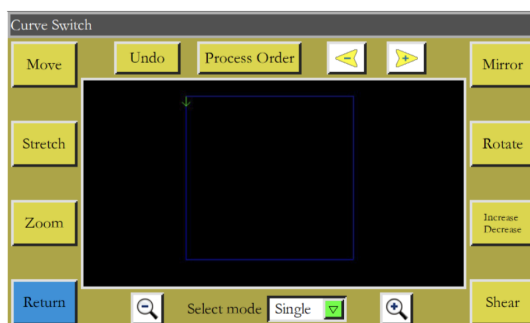 Curve Switch
Move
Undo
Process Order
-
+
Mirror
Stretch
Rotate
Zoom
Increase
Decrease
Return
Select mode
Single
Shear